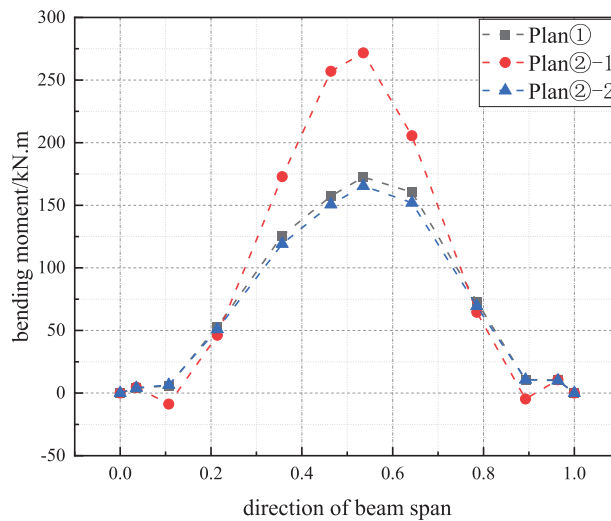 300
250
200
150
100
50
0
-50
0.0 0.2 0.4 0.6 0.8 1.0
bending moment/kN.m
direction of beam span
Plan①
Plan②-1
Plan②-2